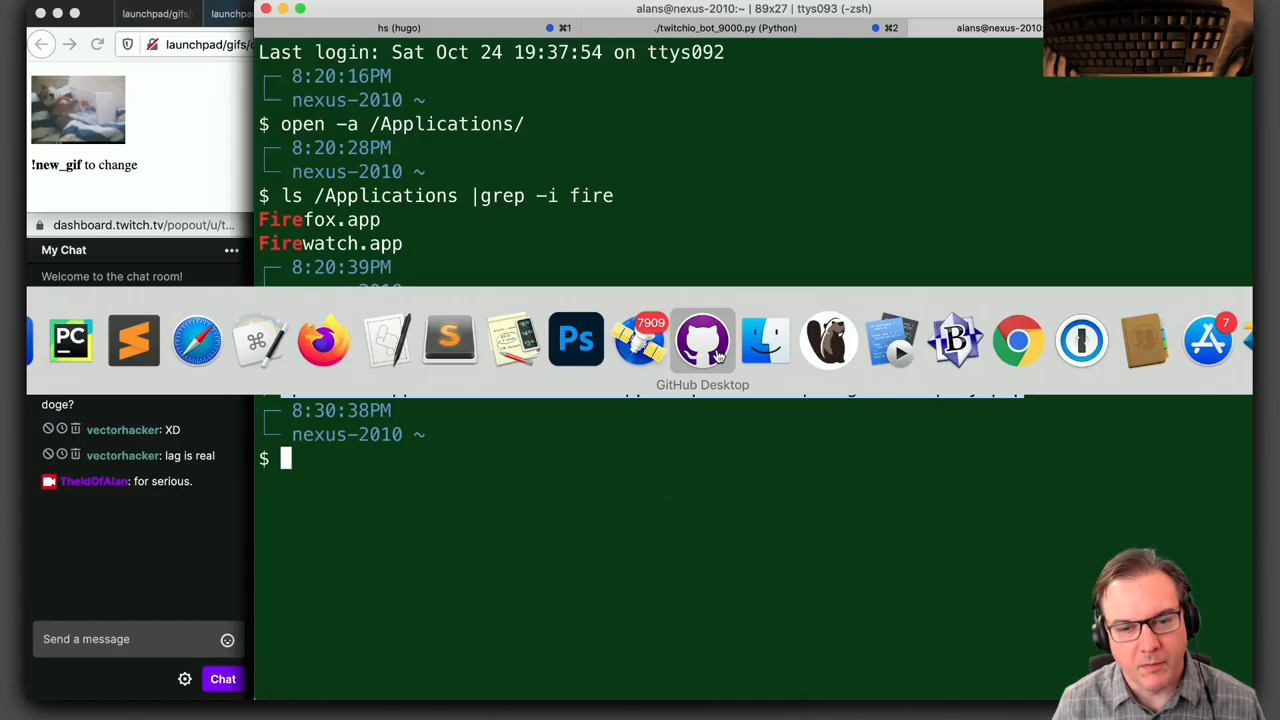 launchpad/gifs/
launchpad/gifs/
!new_gif to change
dashboard.twitch.tv/popout/u/t...
My Chat
Welcome to the chat room!
doge?
vectorhacker: XD
vectorhacker: lag is real
TheIdOfAlan: for serious.
Send a message
Chat
alans@nexus-2010:~ | 89x27 | ttys093 (-zsh)
hs (hugo) ⌘1
./twitchio_bot_9000.py (Python) ⌘2
alans@nexus-2010:
Last login: Sat Oct 24 19:37:54 on ttys092
8:20:16PM
nexus-2010 ~
$ open -a /Applications/
8:20:28PM
nexus-2010 ~
$ ls /Applications |grep -i fire
Firefox.app
Firewatch.app
8:20:39PM
PC
S
Ps
7909
B
7
GitHub Desktop
8:30:38PM
nexus-2010 ~
$